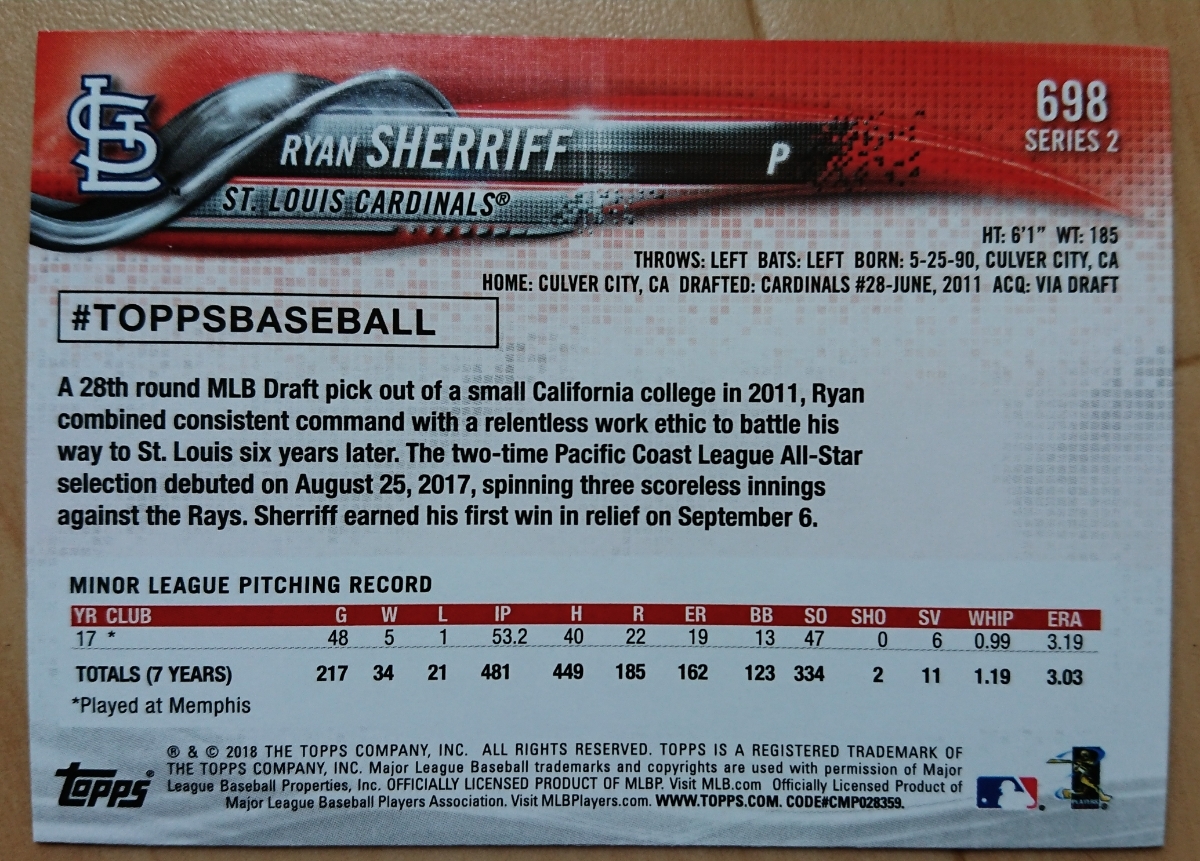 698
SERIES 2
STL
RYAN SHERRIFF P
ST. LOUIS CARDINALS®
HT: 6'1" WT: 185
THROWS: LEFT BATS: LEFT BORN: 5-25-90, CULVER CITY, CA
HOME: CULVER CITY, CA DRAFTED: CARDINALS #28-JUNE, 2011 ACQ: VIA DRAFT
#TOPPSBASEBALL
A 28th round MLB Draft pick out of a small California college in 2011, Ryan
combined consistent command with a relentless work ethic to battle his
way to St. Louis six years later. The two-time Pacific Coast League All-Star
selection debuted on August 25, 2017, spinning three scoreless innings
against the Rays. Sherriff earned his first win in relief on September 6.
MINOR LEAGUE PITCHING RECORD
YR CLUB G W L IP H R ER BB SO SHO SV WHIP ERA
17 * 48 5 1 53.2 40 22 19 13 47 0 6 0.99 3.19
TOTALS (7 YEARS) 217 34 21 481 449 185 162 123 334 2 11 1.19 3.03
*Played at Memphis
topps®
® & © 2018 THE TOPPS COMPANY, INC. ALL RIGHTS RESERVED. TOPPS IS A REGISTERED TRADEMARK OF
THE TOPPS COMPANY, INC. Major League Baseball trademarks and copyrights are used with permission of Major
League Baseball Properties, Inc. OFFICIALLY LICENSED PRODUCT OF MLBP. Visit MLB.com Officially Licensed Product of
Major League Baseball Players Association. Visit MLBPlayers.com. WWW.TOPPS.COM. CODE#CMP028359.